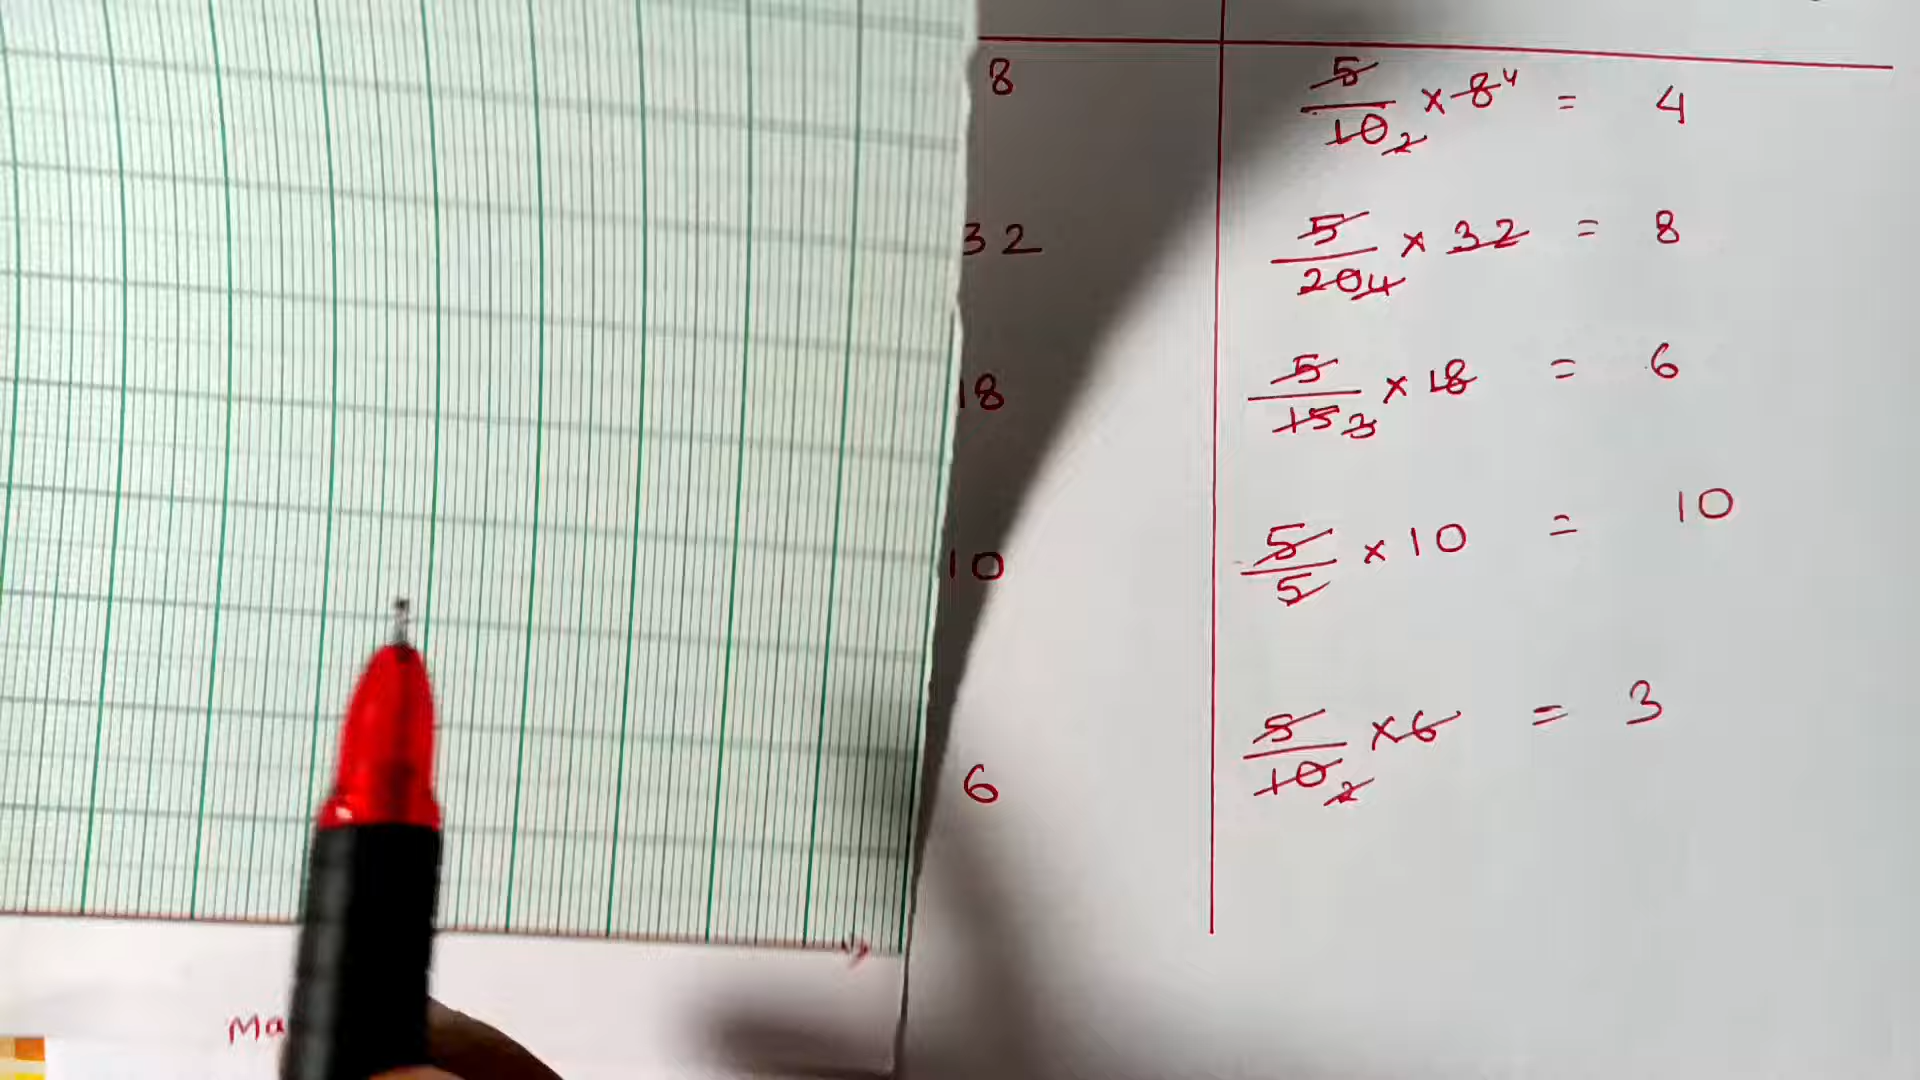 8 5/10 2 × 8 4 = 4
32 5/20 4 × 32 = 8
18 5/15 3 × 18 = 6
10 5/5 × 10 = 10
6 5/10 2 × 6 = 3
Ma